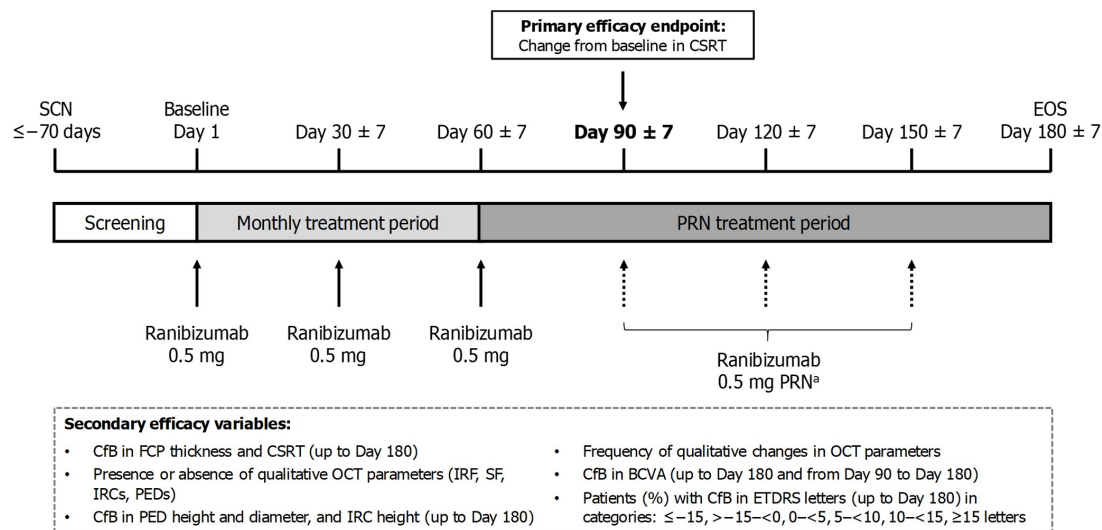 Primary efficacy endpoint:
Change from baseline in CSRT
SCN
≤−70 days
Baseline
Day 1
Day 30 ± 7
Day 60 ± 7
Day 90 ± 7
Day 120 ± 7
Day 150 ± 7
EOS
Day 180 ± 7
Screening
Monthly treatment period
PRN treatment period
Ranibizumab
0.5 mg
Ranibizumab
0.5 mg
Ranibizumab
0.5 mg
Ranibizumab
0.5 mg PRNᵃ
Secondary efficacy variables:
• CfB in FCP thickness and CSRT (up to Day 180)
• Presence or absence of qualitative OCT parameters (IRF, SF,
IRCs, PEDs)
• CfB in PED height and diameter, and IRC height (up to Day 180)
• Frequency of qualitative changes in OCT parameters
• CfB in BCVA (up to Day 180 and from Day 90 to Day 180)
• Patients (%) with CfB in ETDRS letters (up to Day 180) in
categories: ≤−15, >−15–<0, 0–<5, 5–<10, 10–<15, ≥15 letters